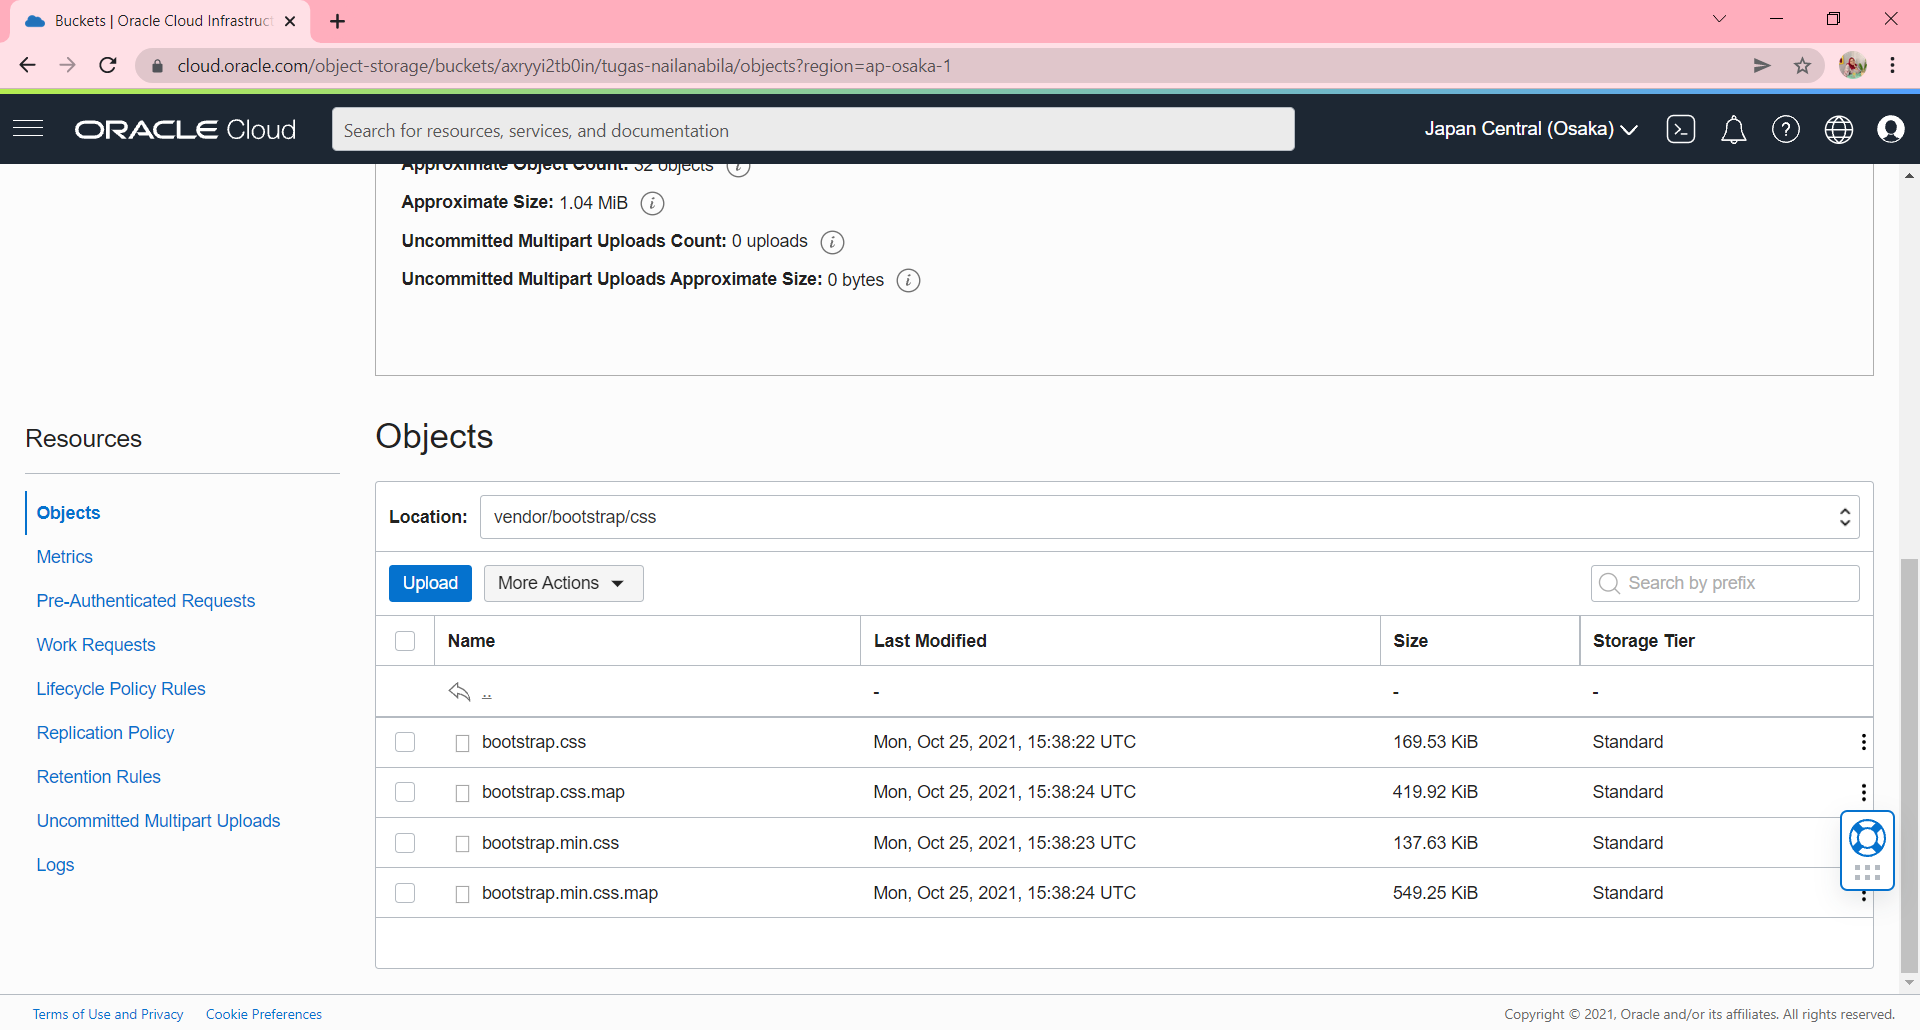 Buckets | Oracle Cloud Infrastruct
cloud.oracle.com/object-storage/buckets/axryyi2tb0in/tugas-nailanabila/objects?region=ap-osaka-1
ORACLE Cloud
Search for resources, services, and documentation
Japan Central (Osaka)
Approximate Object Count: 52 objects
Approximate Size: 1.04 MiB
Uncommitted Multipart Uploads Count: 0 uploads
Uncommitted Multipart Uploads Approximate Size: 0 bytes
Resources
Objects
Metrics
Pre-Authenticated Requests
Work Requests
Lifecycle Policy Rules
Replication Policy
Retention Rules
Uncommitted Multipart Uploads
Logs
Objects
Location: vendor/bootstrap/css
Upload More Actions Search by prefix
Name Last Modified Size Storage Tier
.. - - -
bootstrap.css Mon, Oct 25, 2021, 15:38:22 UTC 169.53 KiB Standard
bootstrap.css.map Mon, Oct 25, 2021, 15:38:24 UTC 419.92 KiB Standard
bootstrap.min.css Mon, Oct 25, 2021, 15:38:23 UTC 137.63 KiB Standard
bootstrap.min.css.map Mon, Oct 25, 2021, 15:38:24 UTC 549.25 KiB Standard
Terms of Use and Privacy Cookie Preferences
Copyright © 2021, Oracle and/or its affiliates. All rights reserved.